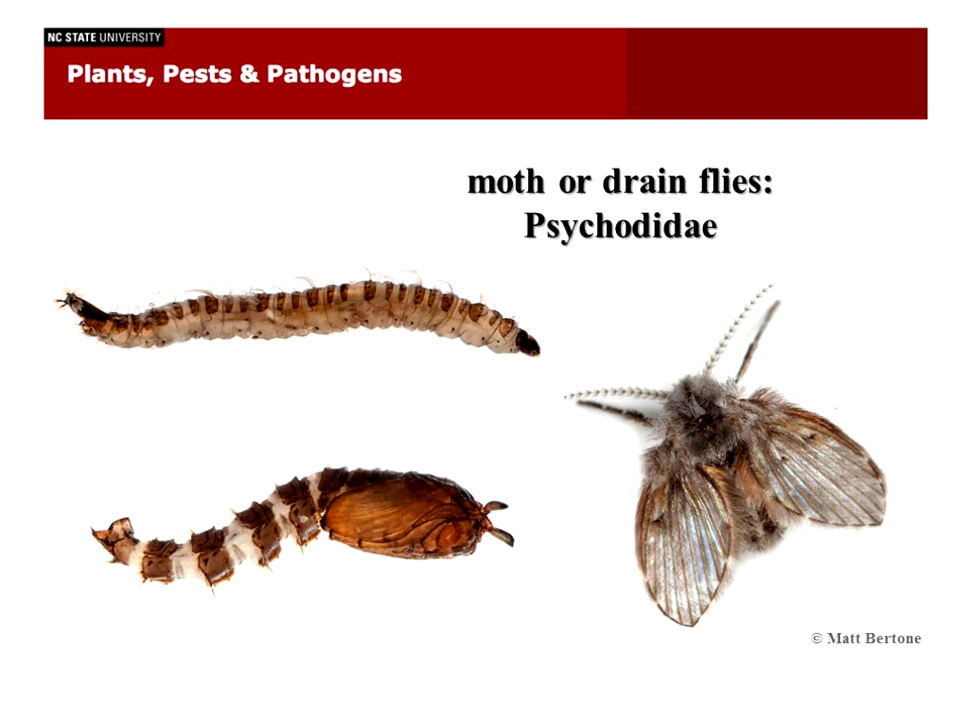 NC STATE UNIVERSITY
Plants, Pests & Pathogens
moth or drain flies:
Psychodidae
© Matt Bertone